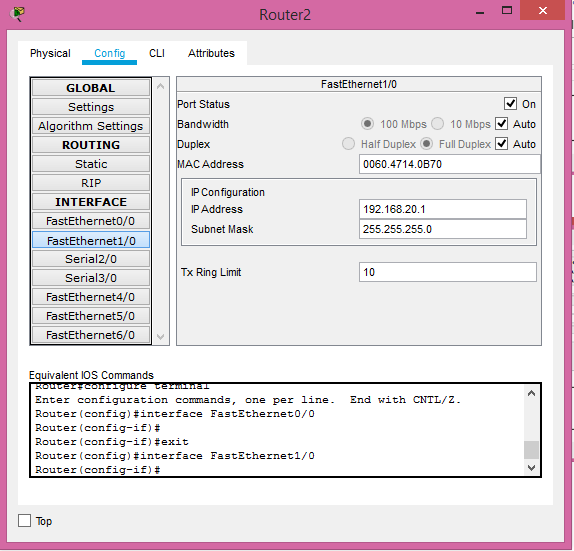 Router2
Physical Config CLI Attributes
GLOBAL
Settings
Algorithm Settings
ROUTING
Static
RIP
INTERFACE
FastEthernet0/0
FastEthernet1/0
Serial2/0
Serial3/0
FastEthernet4/0
FastEthernet5/0
FastEthernet6/0
FastEthernet1/0
Port Status On
Bandwidth 100 Mbps 10 Mbps Auto
Duplex Half Duplex Full Duplex Auto
MAC Address 0060.4714.0B70
IP Configuration
IP Address 192.168.20.1
Subnet Mask 255.255.255.0
Tx Ring Limit 10
Equivalent IOS Commands
Router#configure terminal
Enter configuration commands, one per line. End with CNTL/Z.
Router(config)#interface FastEthernet0/0
Router(config-if)#
Router(config-if)#exit
Router(config)#interface FastEthernet1/0
Router(config-if)#
Top